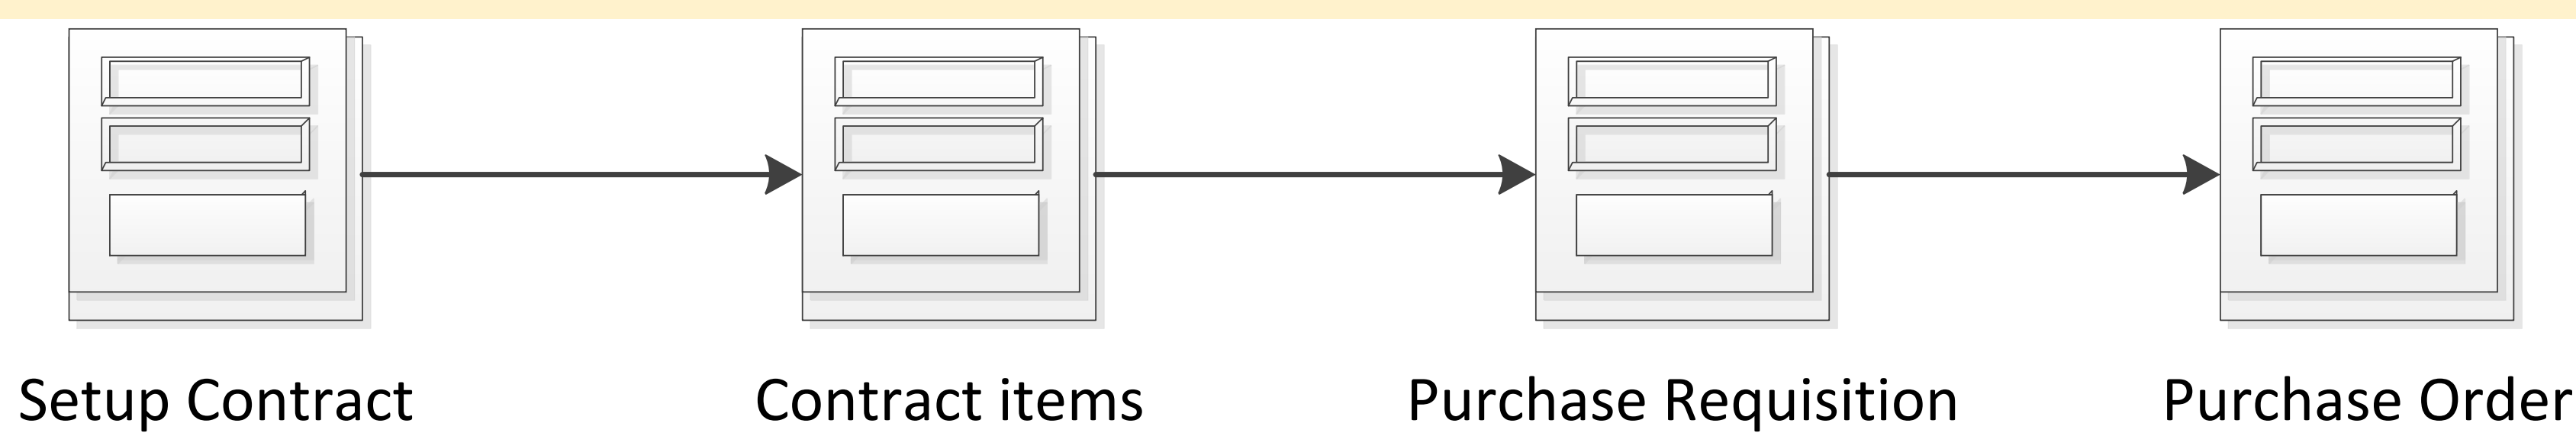 Setup Contract
Contract items
Purchase Requisition
Purchase Order